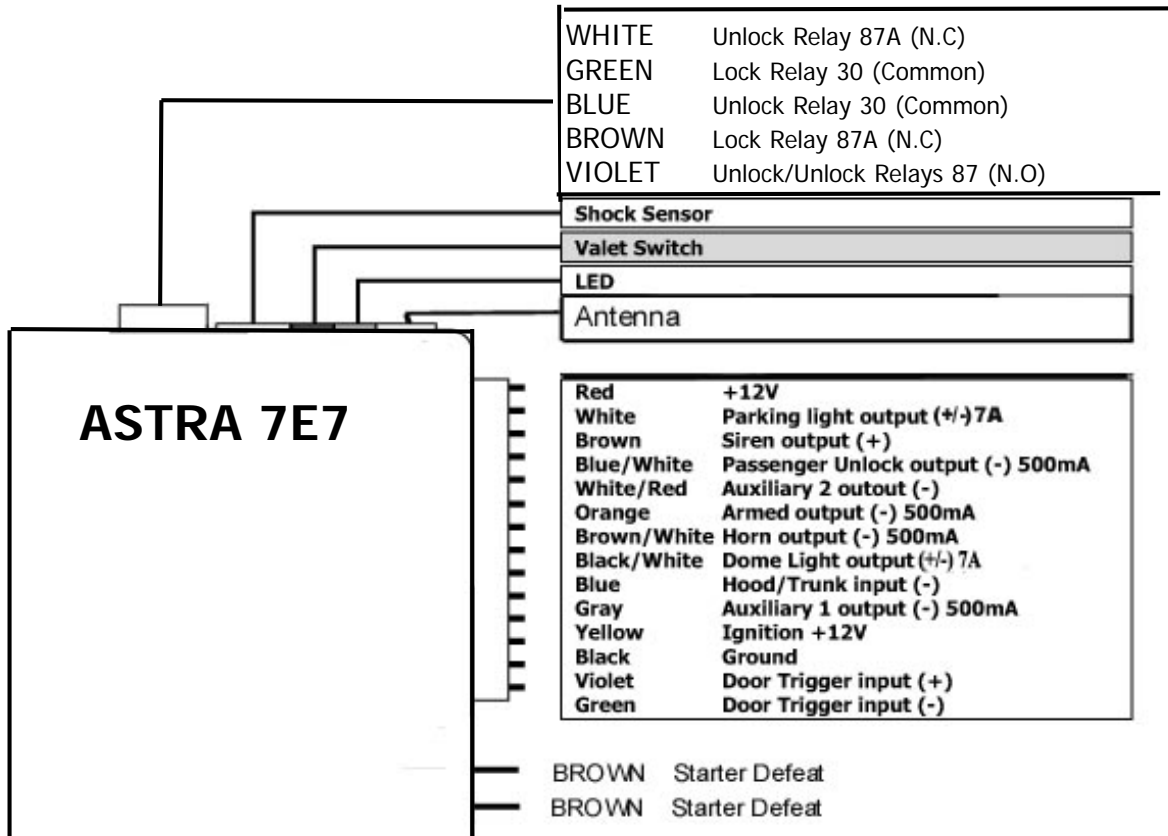 WHITE Unlock Relay 87A (N.C)
GREEN Lock Relay 30 (Common)
BLUE Unlock Relay 30 (Common)
BROWN Lock Relay 87A (N.C)
VIOLET Unlock/Unlock Relays 87 (N.O)
Shock Sensor
Valet Switch
LED
Antenna
ASTRA 7E7
Red +12V
White Parking light output (+/-)7A
Brown Siren output (+)
Blue/White Passenger Unlock output (-) 500mA
White/Red Auxiliary 2 outout (-)
Orange Armed output (-) 500mA
Brown/White Horn output (-) 500mA
Black/White Dome Light output (+/-) 7A
Blue Hood/Trunk input (-)
Gray Auxiliary 1 output (-) 500mA
Yellow Ignition +12V
Black Ground
Violet Door Trigger input (+)
Green Door Trigger input (-)
BROWN Starter Defeat
BROWN Starter Defeat